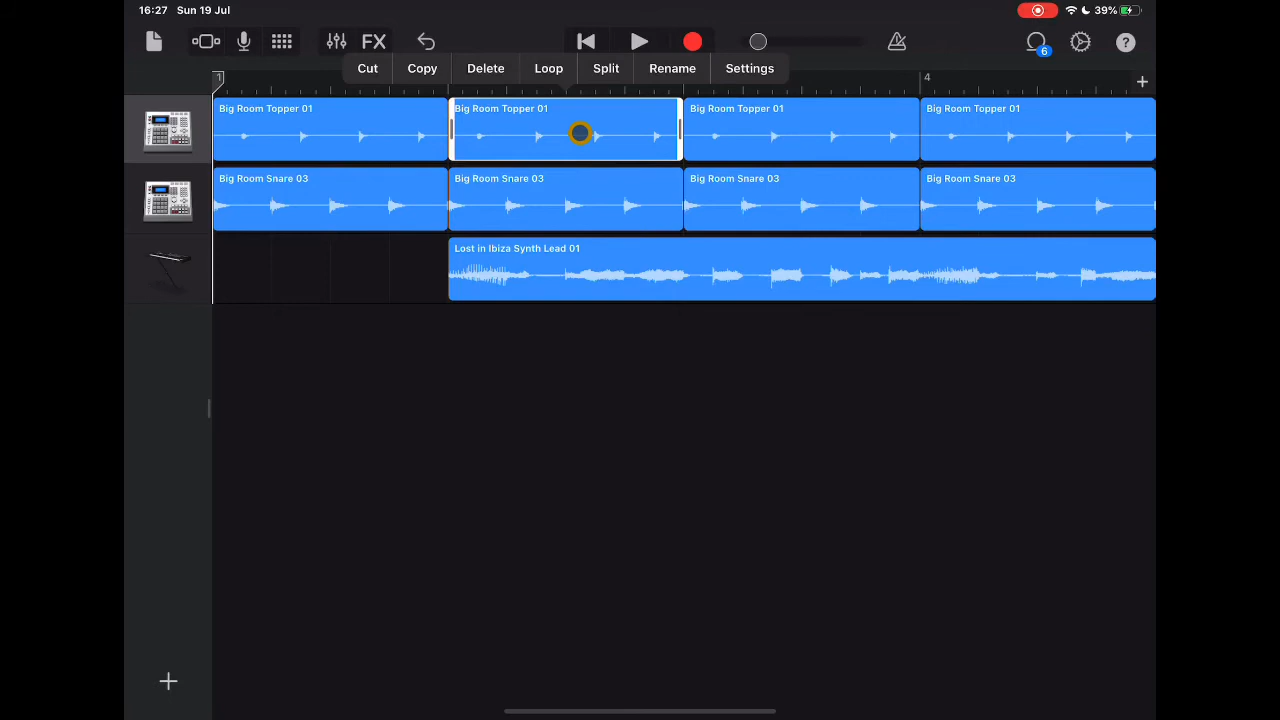 16:27 Sun 19 Jul 39%
FX 6 ?
Cut Copy Delete Loop Split Rename Settings
1 4 +
Big Room Topper 01 Big Room Topper 01 Big Room Topper 01 Big Room Topper 01
Big Room Snare 03 Big Room Snare 03 Big Room Snare 03 Big Room Snare 03
Lost in Ibiza Synth Lead 01
+